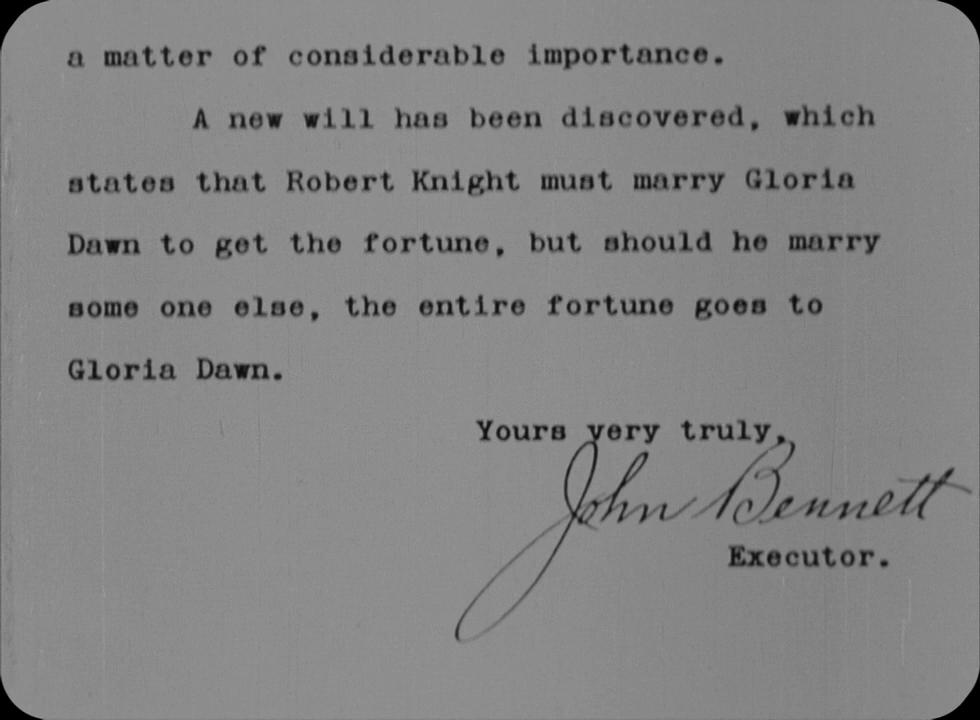 a matter of considerable importance.
A new will has been discovered, which
states that Robert Knight must marry Gloria
Dawn to get the fortune, but should he marry
some one else, the entire fortune goes to
Gloria Dawn.
Yours very truly,
John Bennett
Executor.